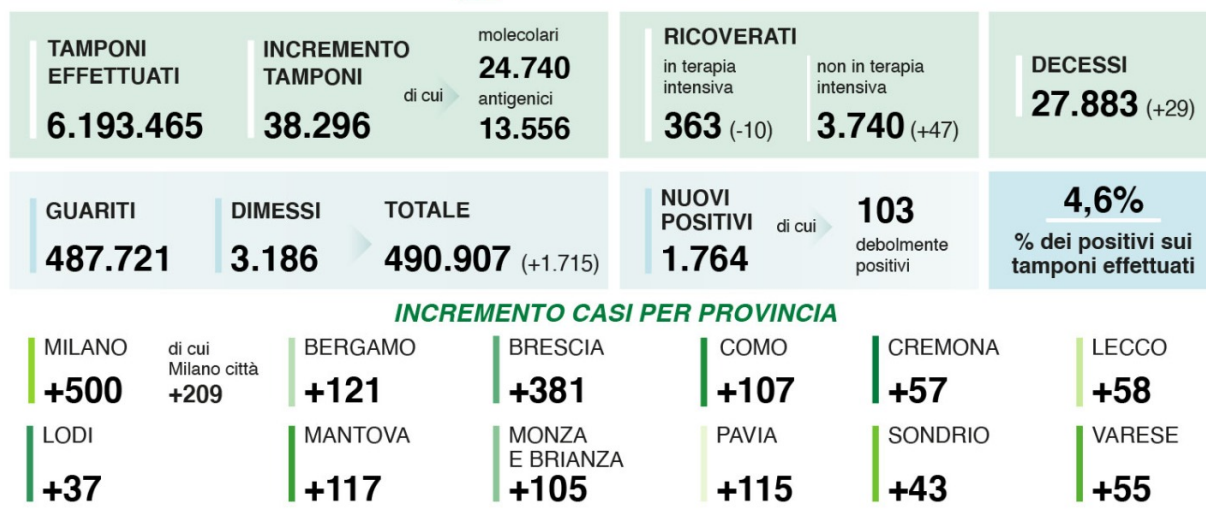 TAMPONI
EFFETTUATI
6.193.465
INCREMENTO
TAMPONI
38.296
di cui
molecolari
24.740
antigenici
13.556
RICOVERATI
in terapia
intensiva
363 (-10)
non in terapia
intensiva
3.740 (+47)
DECESSI
27.883 (+29)
GUARITI
487.721
DIMESSI
3.186
TOTALE
490.907 (+1.715)
NUOVI
POSITIVI
1.764
di cui
103
debolmente
positivi
4,6%
% dei positivi sui
tamponi effettuati
INCREMENTO CASI PER PROVINCIA
MILANO
+500
di cui
Milano città
+209
BERGAMO
+121
BRESCIA
+381
COMO
+107
CREMONA
+57
LECCO
+58
LODI
+37
MANTOVA
+117
MONZA
E BRIANZA
+105
PAVIA
+115
SONDRIO
+43
VARESE
+55